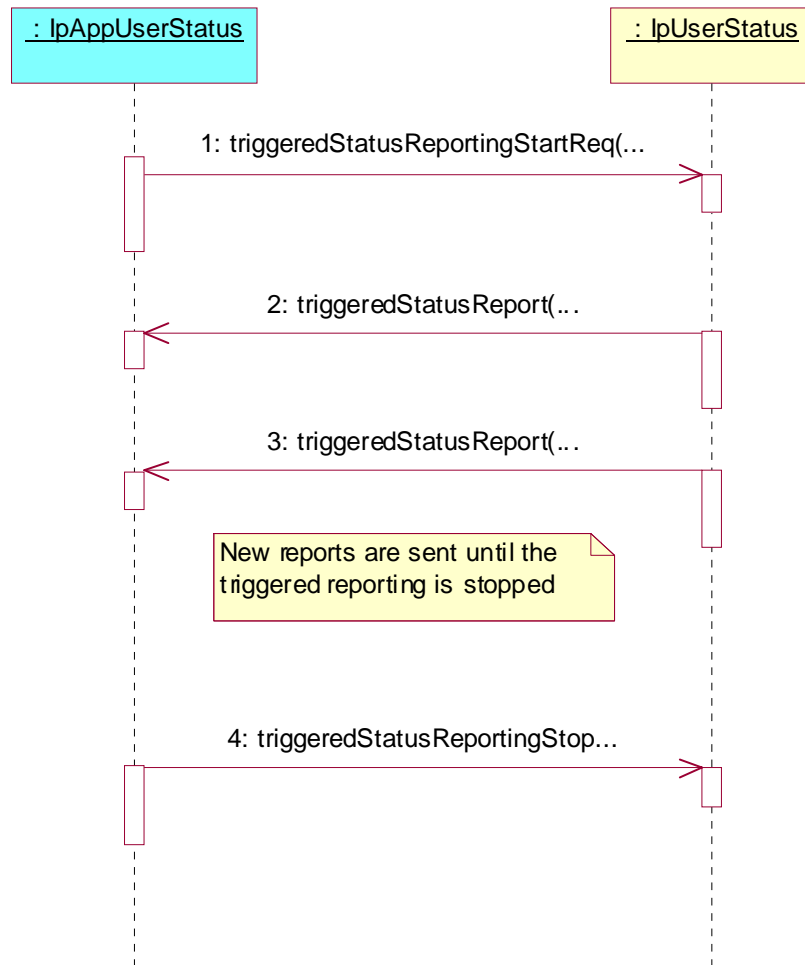 : IpAppUserStatus
: IpUserStatus
1: triggeredStatusReportingStartReq(...
2: triggeredStatusReport(...
3: triggeredStatusReport(...
New reports are sent until the
triggered reporting is stopped
4: triggeredStatusReportingStop...